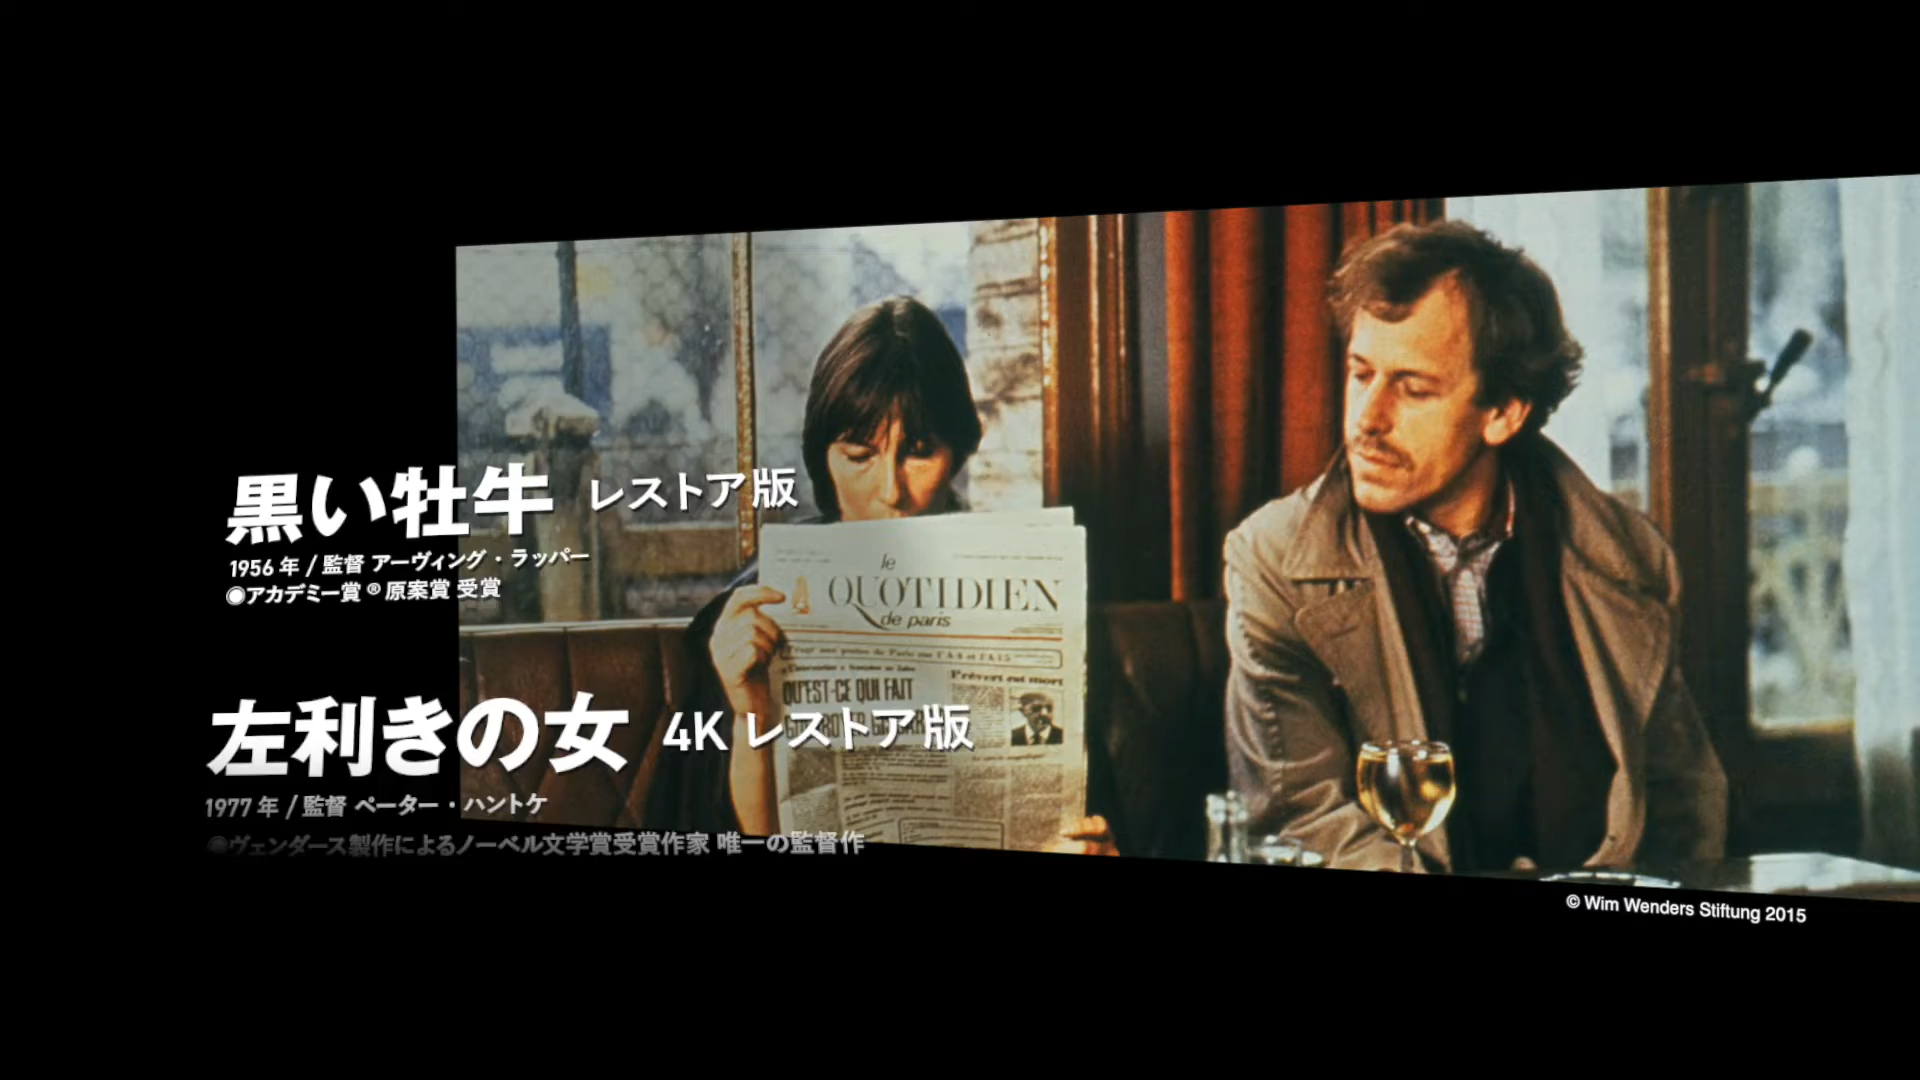 黒い牡牛 レストア版
1956年 / 監督 アーヴィング・ラッパー
◉アカデミー賞®原案賞 受賞
左利きの女 4K レストア版
1977年 / 監督 ペーター・ハントケ
◉ヴェンダース製作によるノーベル文学賞受賞作家 唯一の監督作
le
QUOTIDIEN
de paris
Prévert est mort
QU'EST-CE QUI FAIT
© Wim Wenders Stiftung 2015